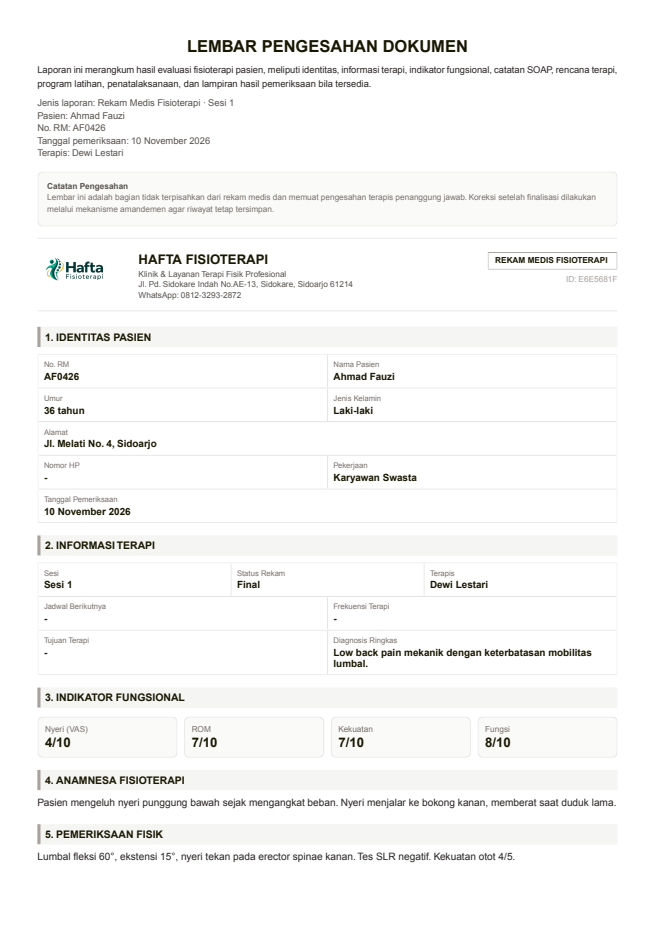 LEMBAR PENGESAHAN DOKUMEN
Laporan ini merangkum hasil evaluasi fisioterapi pasien, meliputi identitas, informasi terapi, indikator fungsional, catatan SOAP, rencana terapi,
program latihan, penatalaksanaan, dan lampiran hasil pemeriksaan bila tersedia.
Jenis laporan: Rekam Medis Fisioterapi · Sesi 1
Pasien: Ahmad Fauzi
No. RM: AF0426
Tanggal pemeriksaan: 10 November 2026
Terapis: Dewi Lestari
Catatan Pengesahan
Lembar ini adalah bagian tidak terpisahkan dari rekam medis dan memuat pengesahan terapis penanggung jawab. Koreksi setelah finalisasi dilakukan
melalui mekanisme amandemen agar riwayat tetap tersimpan.
Hafta
Fisioterapi
HAFTA FISIOTERAPI
Klinik & Layanan Terapi Fisik Profesional
Jl. Pd. Sidokare Indah No.AE-13, Sidokare, Sidoarjo 61214
WhatsApp: 0812-3293-2872
REKAM MEDIS FISIOTERAPI
ID: E6E5681F
1. IDENTITAS PASIEN
No. RM
AF0426
Nama Pasien
Ahmad Fauzi
Umur
36 tahun
Jenis Kelamin
Laki-laki
Alamat
Jl. Melati No. 4, Sidoarjo
Nomor HP
-
Pekerjaan
Karyawan Swasta
Tanggal Pemeriksaan
10 November 2026
2. INFORMASI TERAPI
Sesi
Sesi 1
Status Rekam
Final
Terapis
Dewi Lestari
Jadwal Berikutnya
-
Frekuensi Terapi
-
Tujuan Terapi
-
Diagnosis Ringkas
Low back pain mekanik dengan keterbatasan mobilitas
lumbal.
3. INDIKATOR FUNGSIONAL
Nyeri (VAS)
4/10
ROM
7/10
Kekuatan
7/10
Fungsi
8/10
4. ANAMNESA FISIOTERAPI
Pasien mengeluh nyeri punggung bawah sejak mengangkat beban. Nyeri menjalar ke bokong kanan, memberat saat duduk lama.
5. PEMERIKSAAN FISIK
Lumbal fleksi 60°, ekstensi 15°, nyeri tekan pada erector spinae kanan. Tes SLR negatif. Kekuatan otot 4/5.